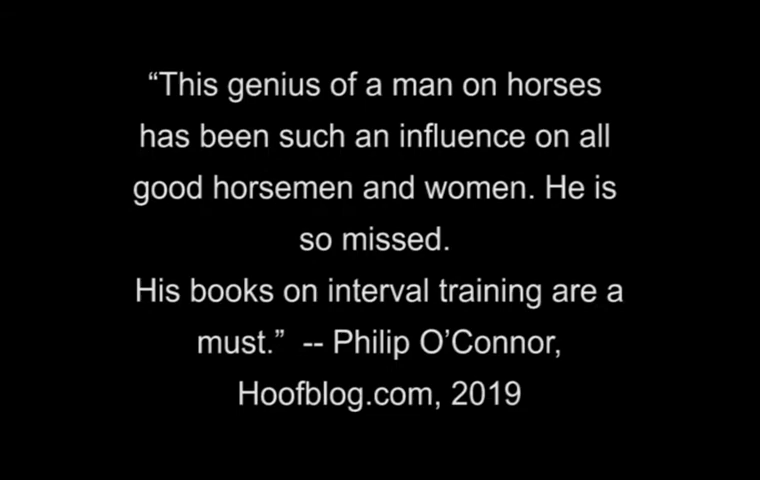 “This genius of a man on horses
has been such an influence on all
good horsemen and women. He is
so missed.
His books on interval training are a
must.”  -- Philip O’Connor,
Hoofblog.com, 2019